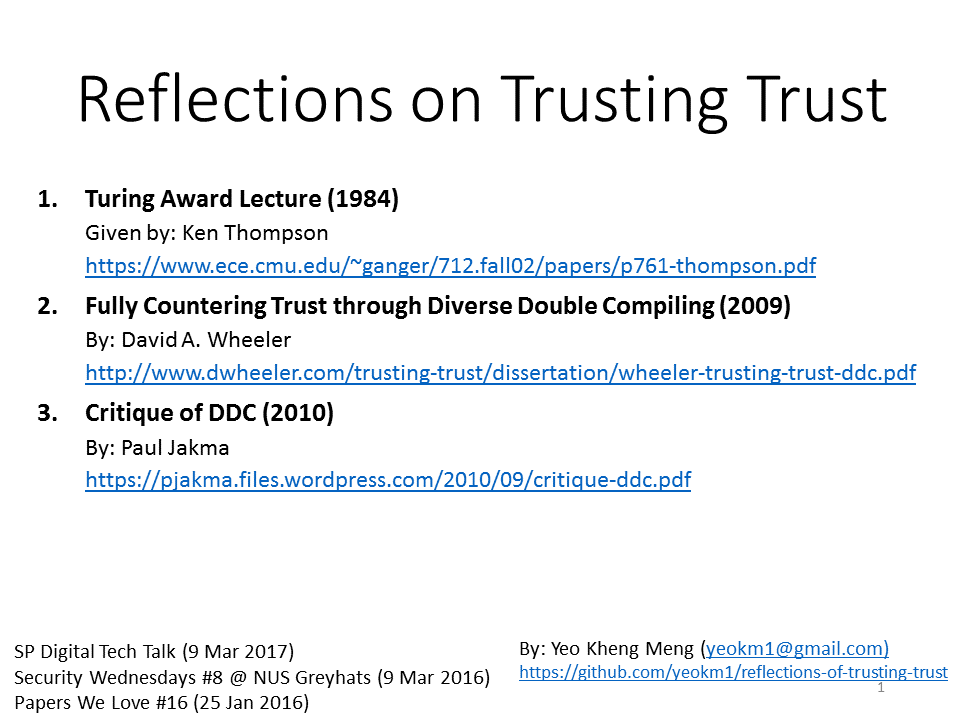 Reflections on Trusting Trust
1. Turing Award Lecture (1984)
Given by: Ken Thompson
https://www.ece.cmu.edu/~ganger/712.fall02/papers/p761-thompson.pdf
2. Fully Countering Trust through Diverse Double Compiling (2009)
By: David A. Wheeler
http://www.dwheeler.com/trusting-trust/dissertation/wheeler-trusting-trust-ddc.pdf
3. Critique of DDC (2010)
By: Paul Jakma
https://pjakma.files.wordpress.com/2010/09/critique-ddc.pdf
SP Digital Tech Talk (9 Mar 2017)
Security Wednesdays #8 @ NUS Greyhats (9 Mar 2016)
Papers We Love #16 (25 Jan 2016)
By: Yeo Kheng Meng (yeokm1@gmail.com)
https://github.com/yeokm1/reflections-of-trusting-trust
1